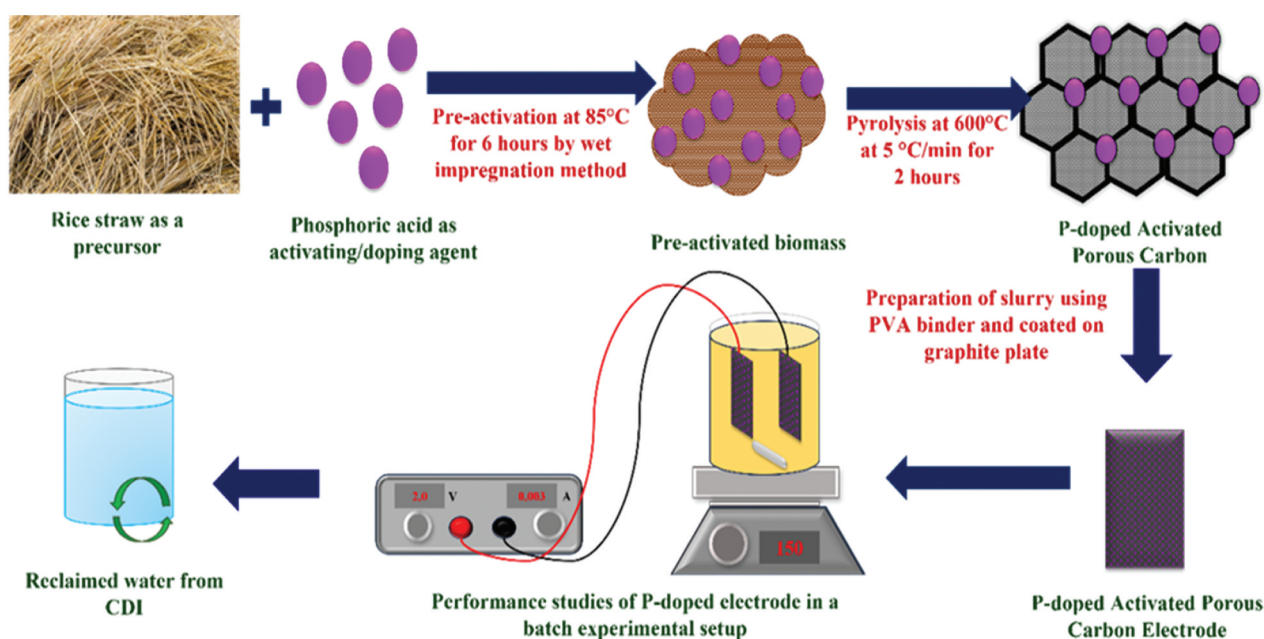 Pre-activation at 85°C
for 6 hours by wet
impregnation method
Pyrolysis at 600°C
at 5 °C/min for
2 hours
Rice straw as a
precursor
Phosphoric acid as
activating/doping agent
Pre-activated biomass
P-doped Activated
Porous Carbon
Preparation of slurry using
PVA binder and coated on
graphite plate
2,0 V 0,003 A
150
Reclaimed water from
CDI
Performance studies of P-doped electrode in a
batch experimental setup
P-doped Activated Porous
Carbon Electrode